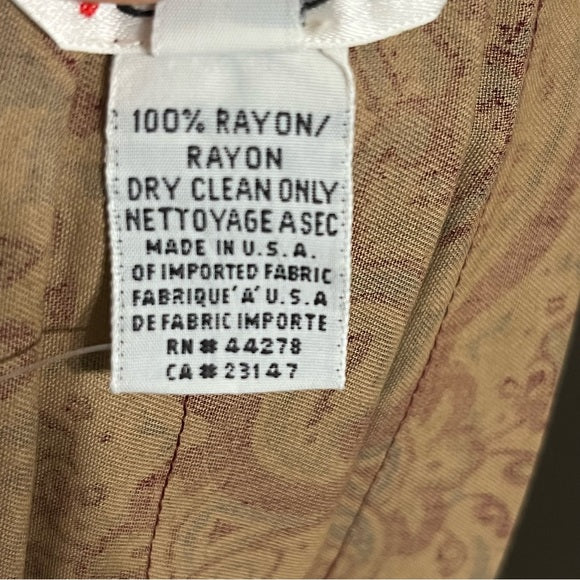 100% RAYON/
RAYON
DRY CLEAN ONLY
NETTOYAGE A SEC
MADE IN U.S.A.
OF IMPORTED FABRIC
FABRIQUE'A' U.S.A
DE FABRIC IMPORTE
RN # 44278
CA # 23147